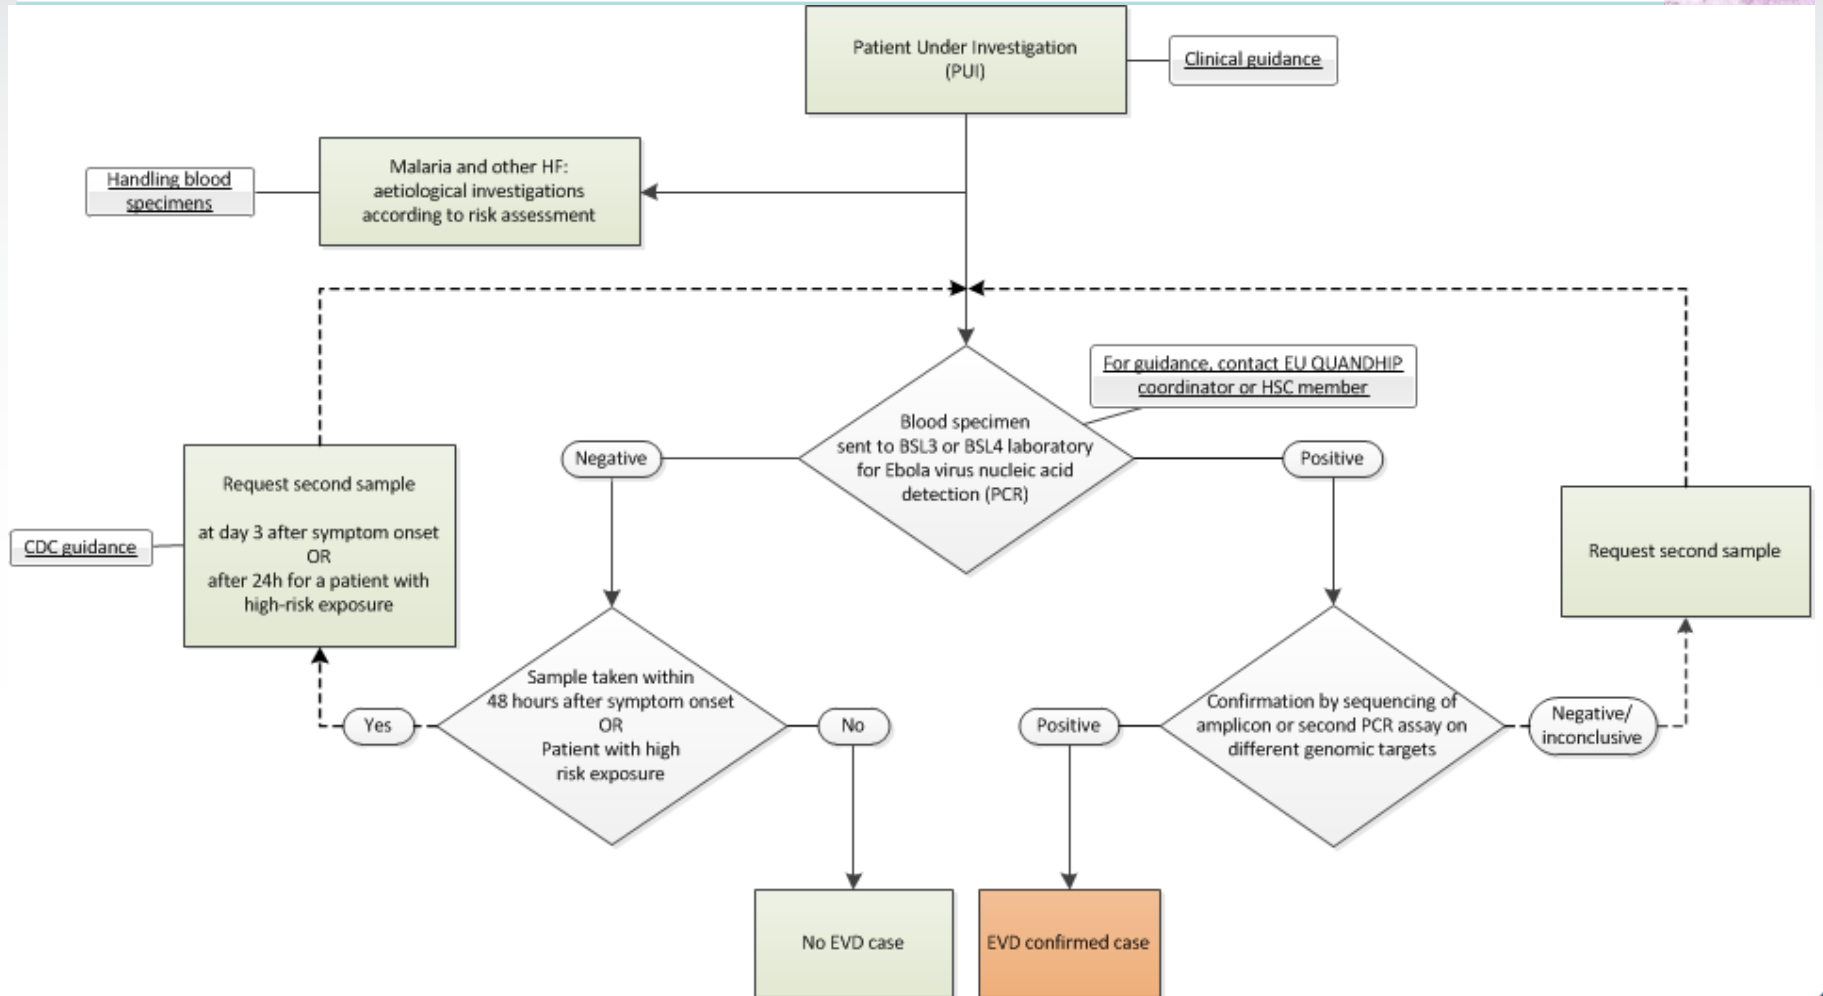 Patient Under Investigation
(PUI)
Clinical guidance
Malaria and other HF:
aetiological investigations
according to risk assessment
Handling blood
specimens
For guidance, contact EU QUANDHIP
coordinator or HSC member
Blood specimen
sent to BSL3 or BSL4 laboratory
for Ebola virus nucleic acid
detection (PCR)
Negative
Positive
Request second sample
at day 3 after symptom onset
OR
after 24h for a patient with
high-risk exposure
CDC guidance
Request second sample
Sample taken within
48 hours after symptom onset
OR
Patient with high
risk exposure
Yes
No
Confirmation by sequencing of
amplicon or second PCR assay on
different genomic targets
Positive
Negative/
inconclusive
No EVD case
EVD confirmed case